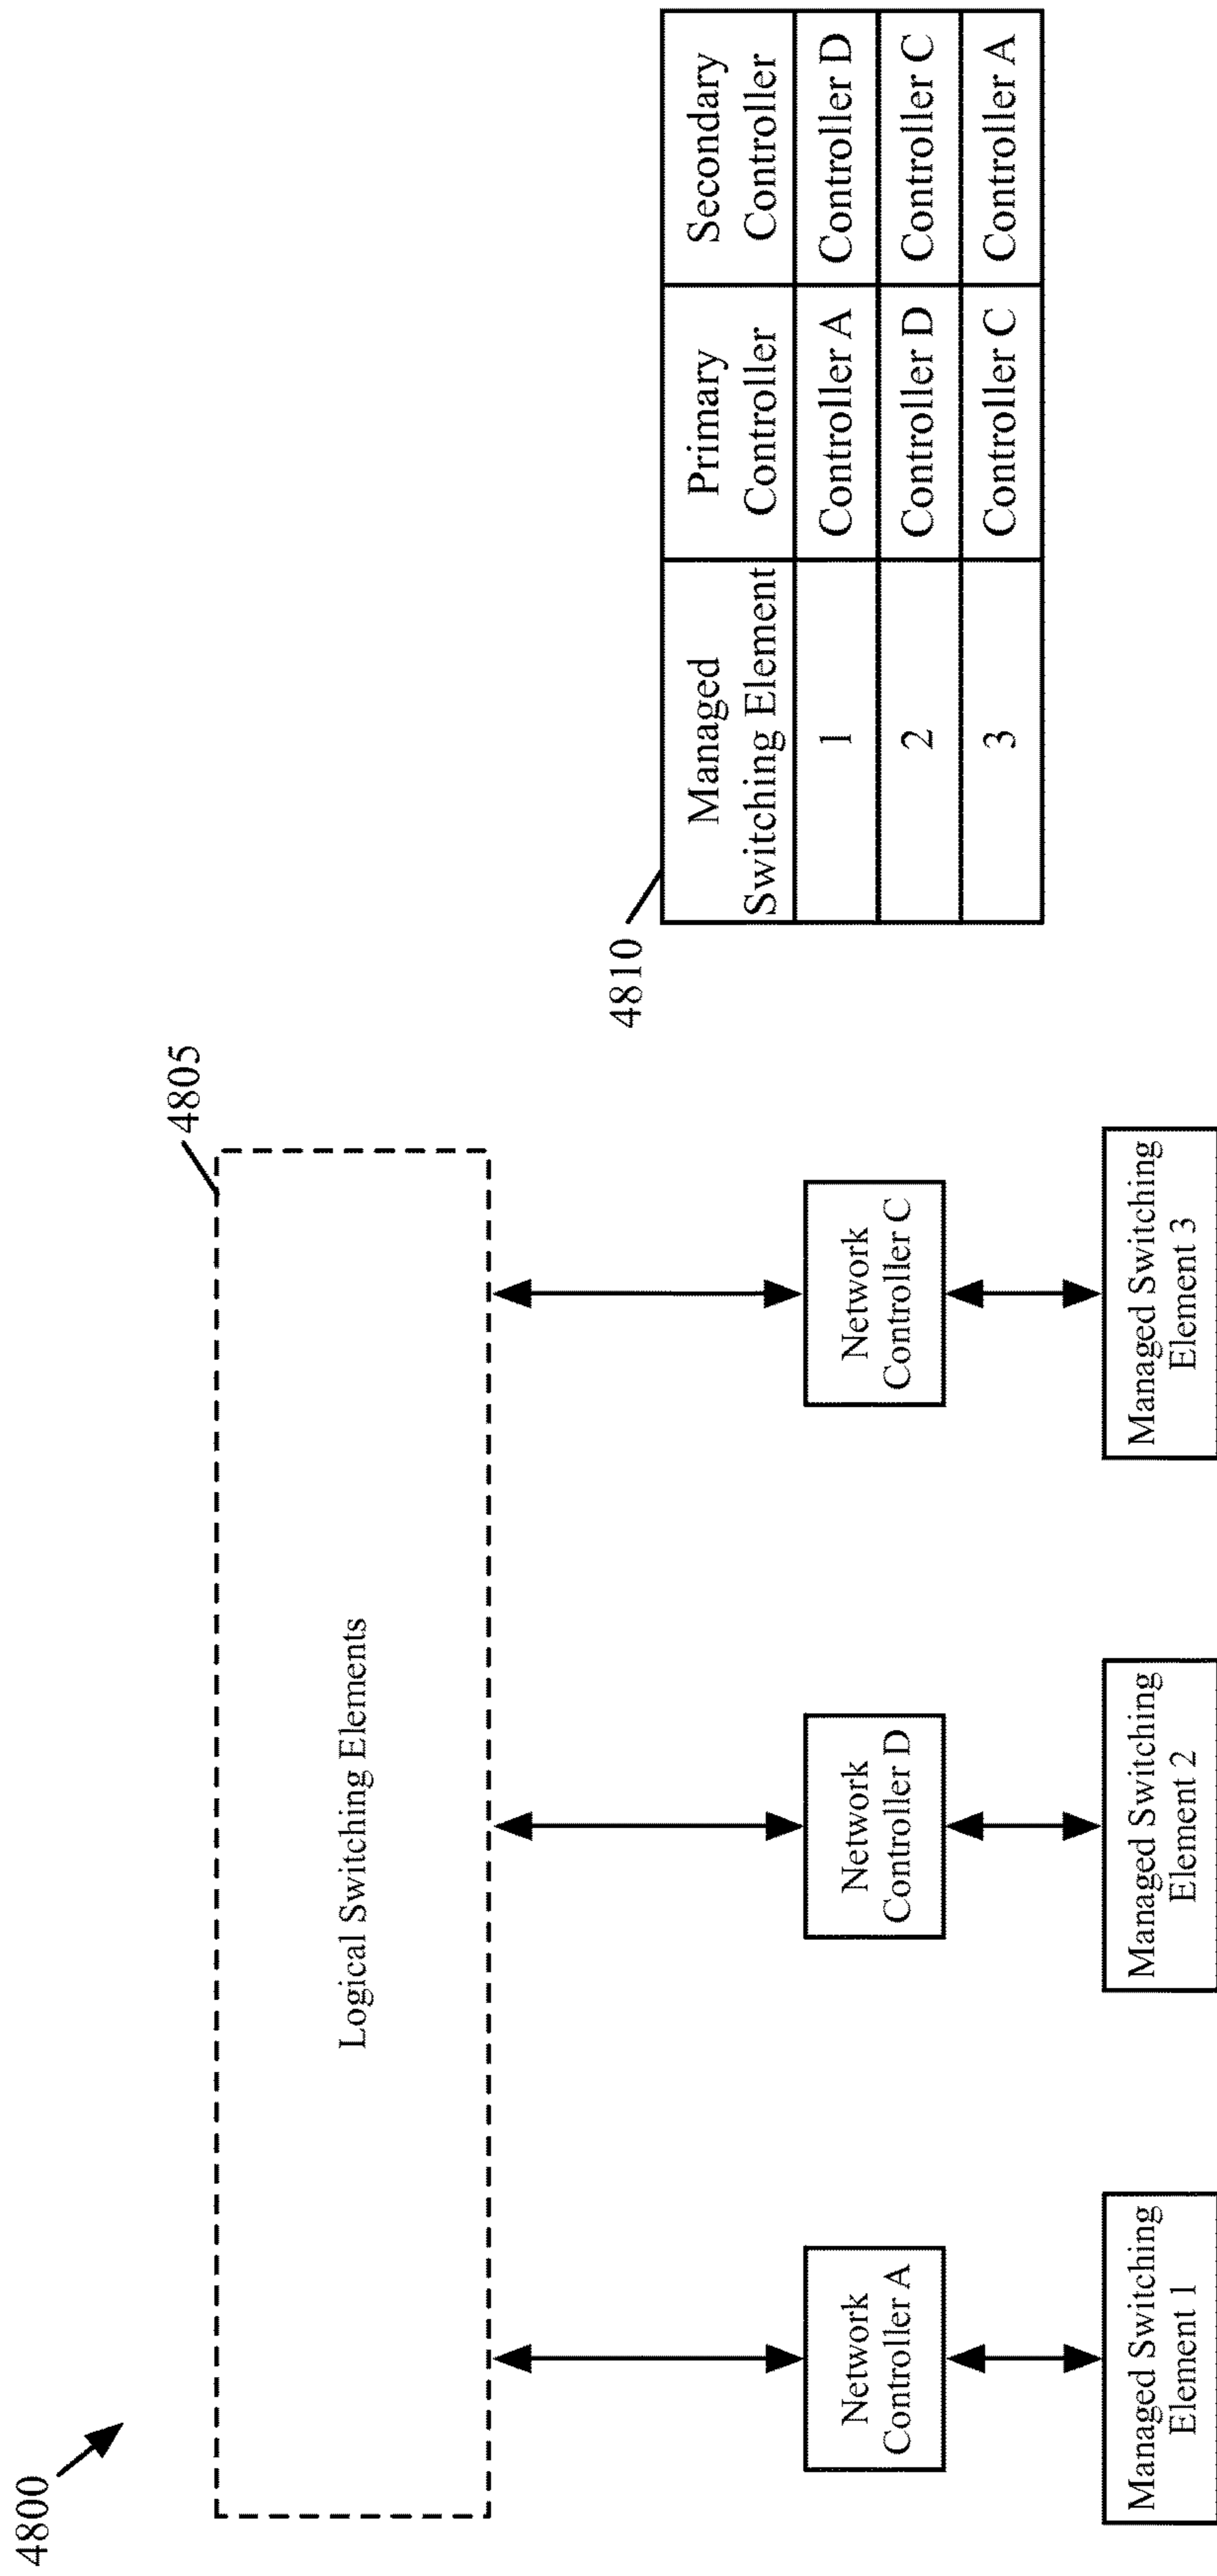 4800
4805
Logical Switching Elements
Network
Controller A
Network
Controller D
Network
Controller C
Managed Switching
Element 1
Managed Switching
Element 2
Managed Switching
Element 3
4810
Managed
Switching Element
Primary
Controller
Secondary
Controller
1
Controller A
Controller D
2
Controller D
Controller C
3
Controller C
Controller A